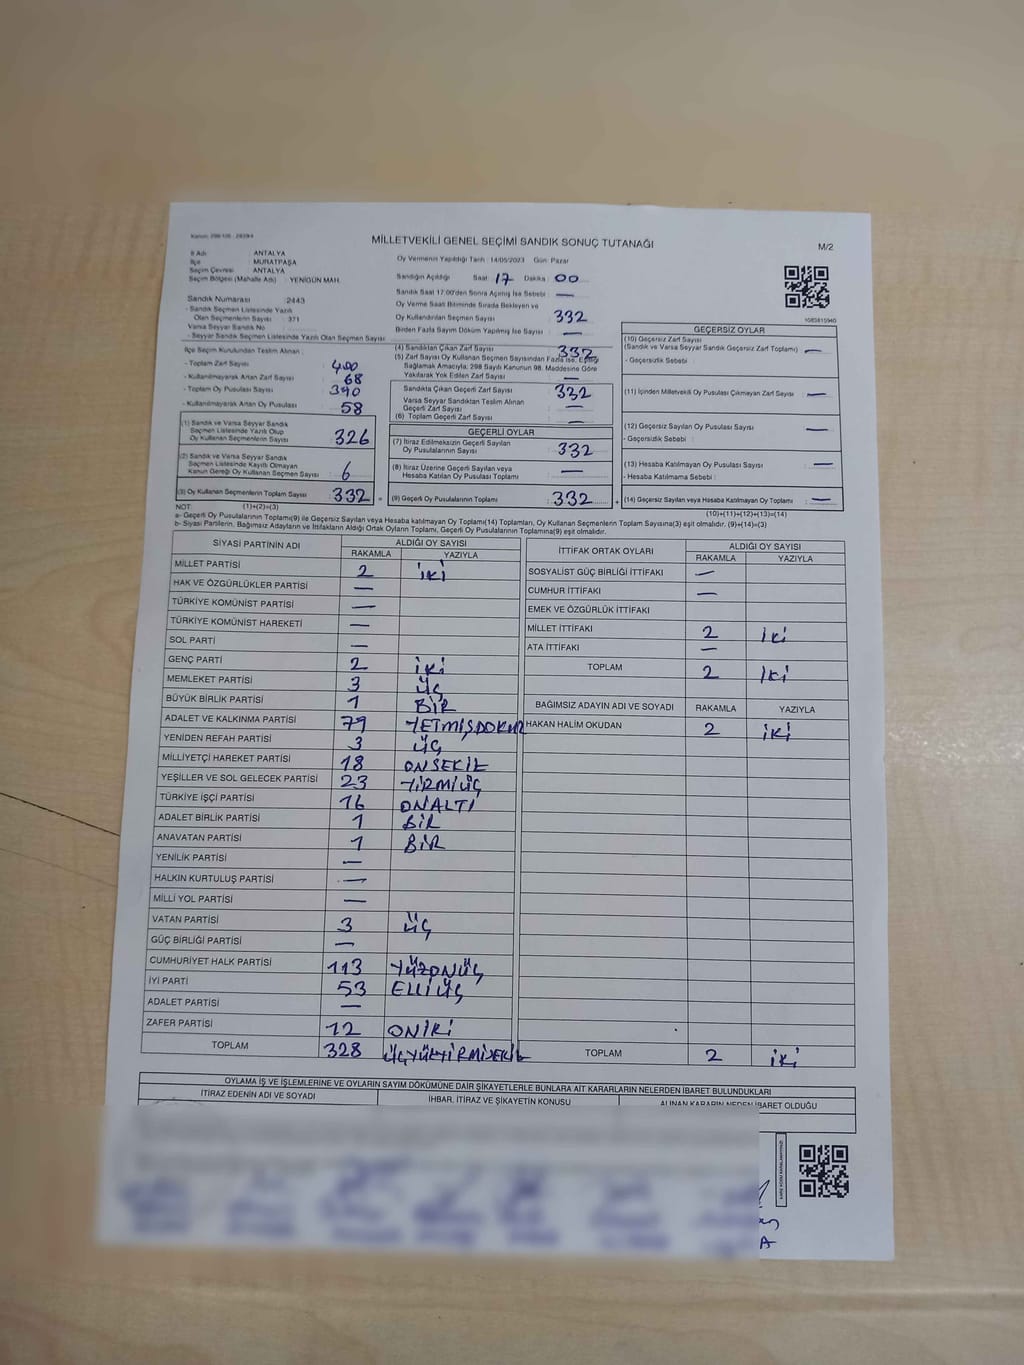 MİLLETVEKİLİ GENEL SEÇİMİ SANDIK SONUÇ TUTANAĞI
M/2
İl Adı ANTALYA
İlçe MURATPAŞA
Seçim Çevresi ANTALYA
Seçim Bölgesi (Mahalle Adı) : YENİGÜN MAH.
Sandık Numarası :2443
- Sandık Seçmen Listesinde Yazılı
Olan Seçmenlerin Sayısı : 371
Varsa Seyyar Sandık No
- Seyyar Sandık Seçmen Listesinde Yazılı Olan Seçmen Sayısı
Oy Vermenin Yapıldığı Tarih : 14/05/2023 Gün: Pazar
Sandığın Açıldığı Saat : 17 Dakika : 00
Sandık Saat 17.00'den Sonra Açılmış İse Sebebi : —
Oy Verme Saati Bitiminde Sırada Bekleyen ve
Oy Kullandırılan Seçmen Sayısı 332
Birden Fazla Sayım Döküm Yapılmış İse Sayısı : —
1085815940
İlçe Seçim Kurulundan Teslim Alınan :
- Toplam Zarf Sayısı : 400
- Kullanılmayarak Artan Zarf Sayısı : 68
- Toplam Oy Pusulası Sayısı : 390
- Kullanılmayarak Artan Oy Pusulası 58
(1) Sandık ve Varsa Seyyar Sandık
Seçmen Listesinde Yazılı Olup
Oy Kullanan Seçmenlerin Sayısı 326
(2) Sandık ve Varsa Seyyar Sandık
Seçmen Listesinde Kayıtlı Olmayan
Kanun Gereği Oy Kullanan Seçmen Sayısı 6
(3) Oy Kullanan Seçmenlerin Toplam Sayısı 332
(4) Sandıktan Çıkan Zarf Sayısı 332
(5) Zarf Sayısı Oy Kullanan Seçmen Sayısından Fazla İse, Eşitliği
Sağlamak Amacıyla; 298 Sayılı Kanunun 98. Maddesine Göre
Yakılarak Yok Edilen Zarf Sayısı —
Sandıkta Çıkan Geçerli Zarf Sayısı 332
Varsa Seyyar Sandıktan Teslim Alınan
Geçerli Zarf Sayısı —
(6) Toplam Geçerli Zarf Sayısı —
GEÇERLİ OYLAR
(7) İtiraz Edilmeksizin Geçerli Sayılan
Oy Pusulalarının Sayısı 332
(8) İtiraz Üzerine Geçerli Sayılan veya
Hesaba Katılan Oy Pusulası Toplamı —
(9) Geçerli Oy Pusulalarının Toplamı 332
GEÇERSİZ OYLAR
(10) Geçersiz Zarf Sayısı
(Sandık ve Varsa Seyyar Sandık Geçersiz Zarf Toplamı) —
- Geçersizlik Sebebi :
(11) İçinden Milletvekili Oy Pusulası Çıkmayan Zarf Sayısı —
(12) Geçersiz Sayılan Oy Pusulası Sayısı —
- Geçersizlik Sebebi :
(13) Hesaba Katılmayan Oy Pusulası Sayısı —
- Hesaba Katılmama Sebebi :
(14) Geçersiz Sayılan veya Hesaba Katılmayan Oy Toplamı —
NOT: (1)+(2)=(3)
(10)+(11)+(12)+(13)=(14)
a- Geçerli Oy Pusulalarının Toplamı(9) ile Geçersiz Sayılan veya Hesaba katılmayan Oy Toplamı(14) Toplamları, Oy Kullanan Seçmenlerin Toplam Sayısına(3) eşit olmalıdır. (9)+(14)=(3)
b- Siyasi Partilerin, Bağımsız Adayların ve İttifakların Aldığı Ortak Oyların Toplamı, Geçerli Oy Pusulalarının Toplamına(9) eşit olmalıdır.
SİYASİ PARTİNİN ADI ALDIĞI OY SAYISI
RAKAMLA YAZIYLA
MİLLET PARTİSİ 2 iki
HAK VE ÖZGÜRLÜKLER PARTİSİ —
TÜRKİYE KOMÜNİST PARTİSİ —
TÜRKİYE KOMÜNİST HAREKETİ —
SOL PARTİ —
GENÇ PARTİ 2 iki
MEMLEKET PARTİSİ 3 üç
BÜYÜK BİRLİK PARTİSİ 1 BİR
ADALET VE KALKINMA PARTİSİ 79 YETMİŞDOKUZ
YENİDEN REFAH PARTİSİ 3 üç
MİLLİYETÇİ HAREKET PARTİSİ 18 ONSEKİZ
YEŞİLLER VE SOL GELECEK PARTİSİ 23 YİRMİÜÇ
TÜRKİYE İŞÇİ PARTİSİ 16 ONALTI
ADALET BİRLİK PARTİSİ 1 BİR
ANAVATAN PARTİSİ 1 BİR
YENİLİK PARTİSİ —
HALKIN KURTULUŞ PARTİSİ —
MİLLİ YOL PARTİSİ —
VATAN PARTİSİ 3 üç
GÜÇ BİRLİĞİ PARTİSİ —
CUMHURİYET HALK PARTİSİ 113 YÜZONÜÇ
İYİ PARTİ 53 ELLİÜÇ
ADALET PARTİSİ —
ZAFER PARTİSİ 12 ONİKİ
TOPLAM 328 ÜÇYÜZYİRMİSEKİZ
İTTİFAK ORTAK OYLARI ALDIĞI OY SAYISI
RAKAMLA YAZIYLA
SOSYALİST GÜÇ BİRLİĞİ İTTİFAKI —
CUMHUR İTTİFAKI —
EMEK VE ÖZGÜRLÜK İTTİFAKI
MİLLET İTTİFAKI 2 iki
ATA İTTİFAKI —
TOPLAM 2 iki
BAĞIMSIZ ADAYIN ADI VE SOYADI RAKAMLA YAZIYLA
HAKAN HALİM OKUDAN 2 iki
TOPLAM 2 iki
OYLAMA İŞ VE İŞLEMLERİNE VE OYLARIN SAYIM DÖKÜMÜNE DAİR ŞİKAYETLERLE BUNLARA AİT KARARLARIN NELERDEN İBARET BULUNDUKLARI
İTİRAZ EDENİN ADI VE SOYADI İHBAR, İTİRAZ VE ŞİKAYETİN KONUSU ALINAN KARARIN NEDEN İBARET OLDUĞU